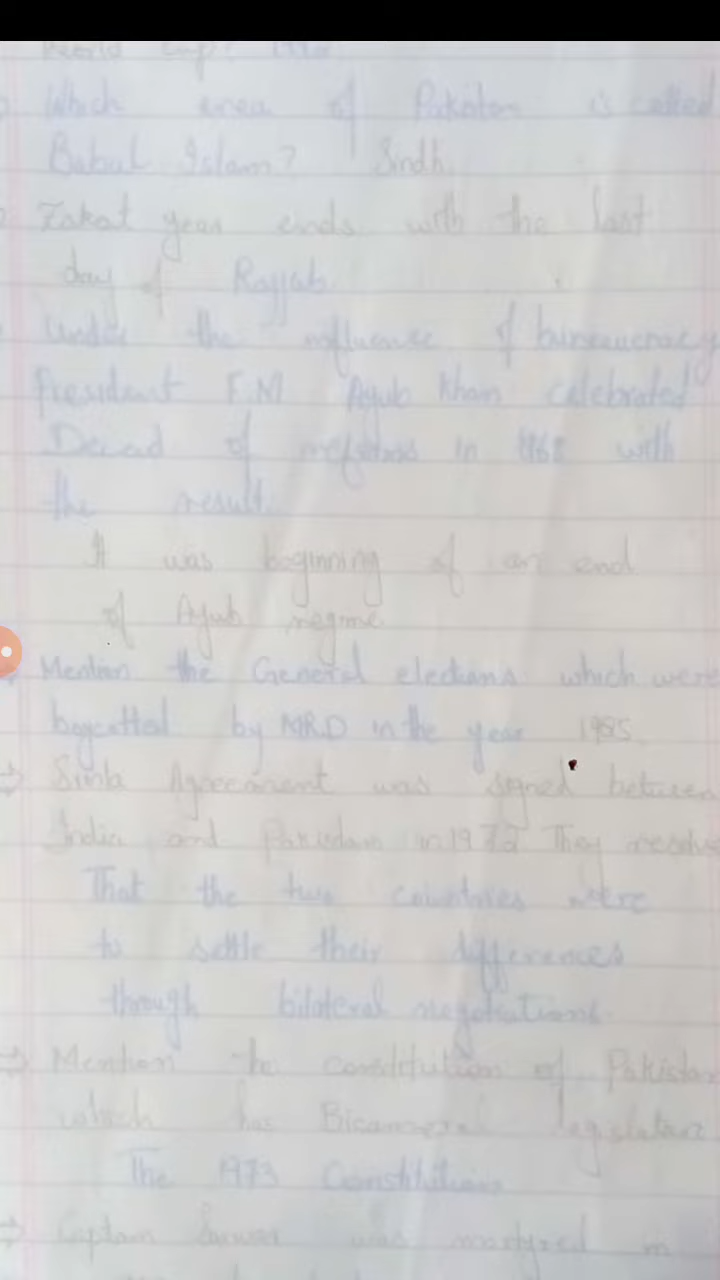 Which area of Pakistan is called
Babul Islam? Sindh
Zakat year ends with the last
day of Rajjab
Under the influence of bureaucracy
President F.M Ayub Khan celebrated
Decad of in 1968 with
the result.
It was beginning of an end
of Ayub regime
Mention the General elections which were
boycotted by MRD in the year 1985
⇒ Simla Agreement was signed between
India and Pakistan in 1972 They resolve
That the two countries were
to settle their differences
through bilateral negotiations.
⇒ Mention the constitution of Pakistan
which has Bicameral legislature
The 1973 Constitution
⇒ Captain Sarwar was martyred in